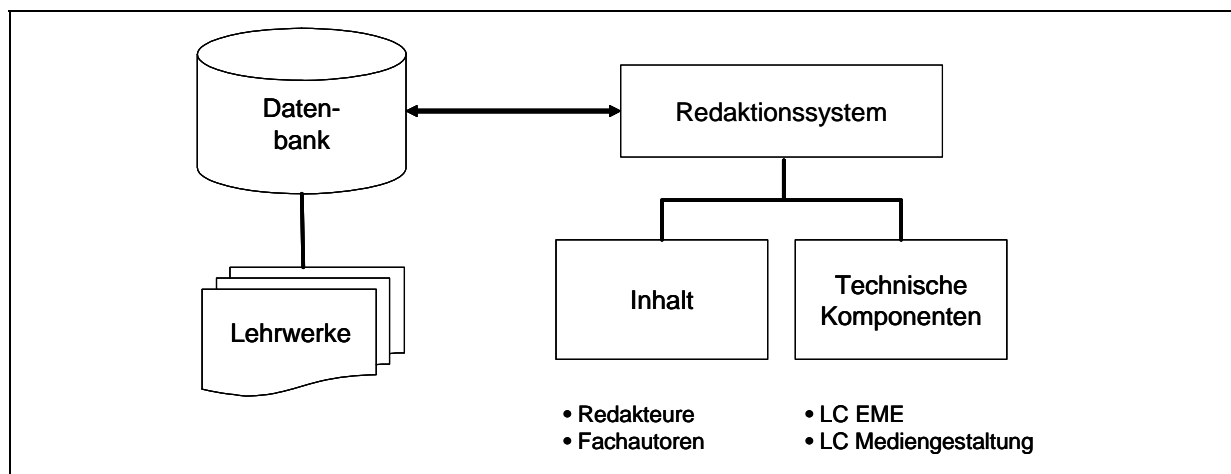 Daten-
bank
Redaktionssystem
Lehrwerke
Inhalt
Technische
Komponenten
• Redakteure
• Fachautoren
• LC EME
• LC Mediengestaltung